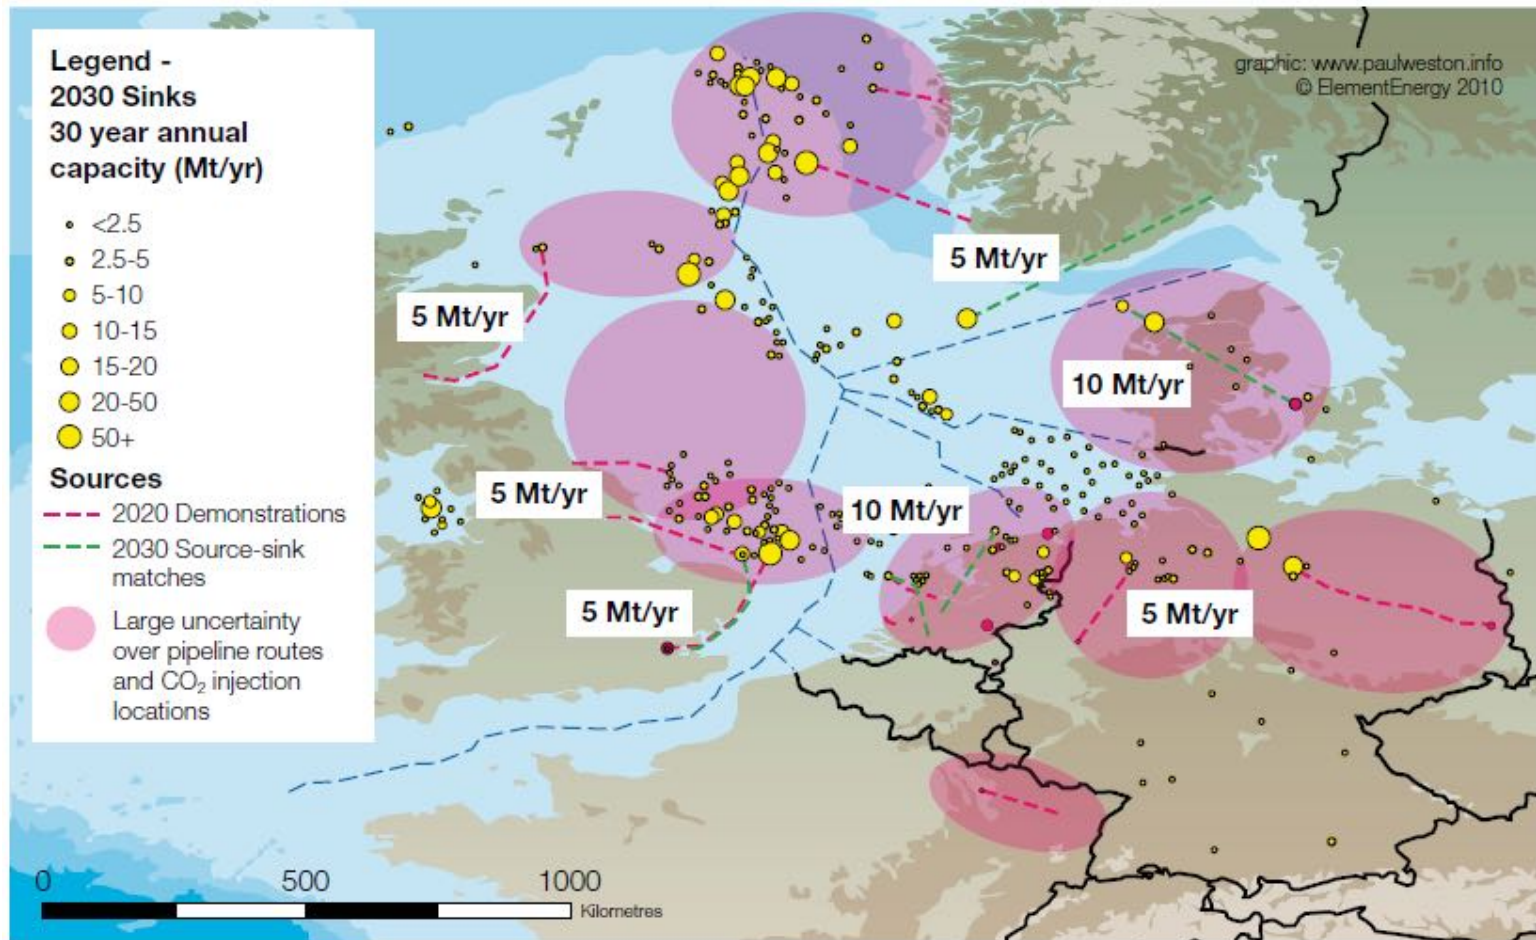 Legend -
2030 Sinks
30 year annual
capacity (Mt/yr)
<2.5
2.5-5
5-10
10-15
15-20
20-50
50+
Sources
2020 Demonstrations
2030 Source-sink
matches
Large uncertainty
over pipeline routes
and CO₂ injection
locations
graphic: www.paulweston.info
© ElementEnergy 2010
5 Mt/yr
5 Mt/yr
10 Mt/yr
5 Mt/yr
10 Mt/yr
5 Mt/yr
5 Mt/yr
0 500 1000
Kilometres